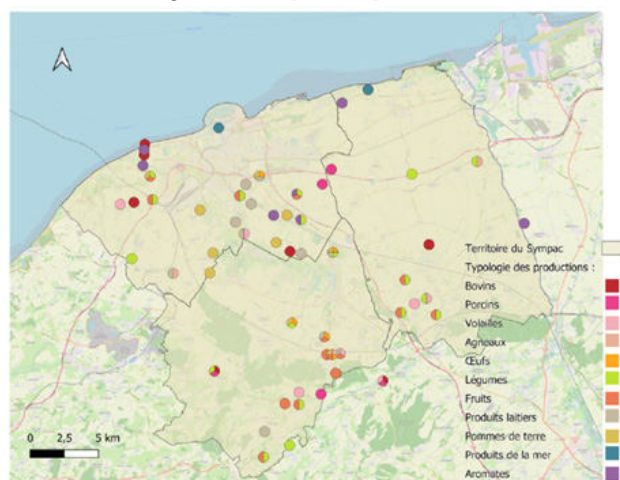 0 2,5 5 km
Territoire du Sympac
Typologie des productions :
Bovins
Porcins
Volailles
Agneaux
Œufs
Légumes
Fruits
Produits laitiers
Pommes de terre
Produits de la mer
Aromates